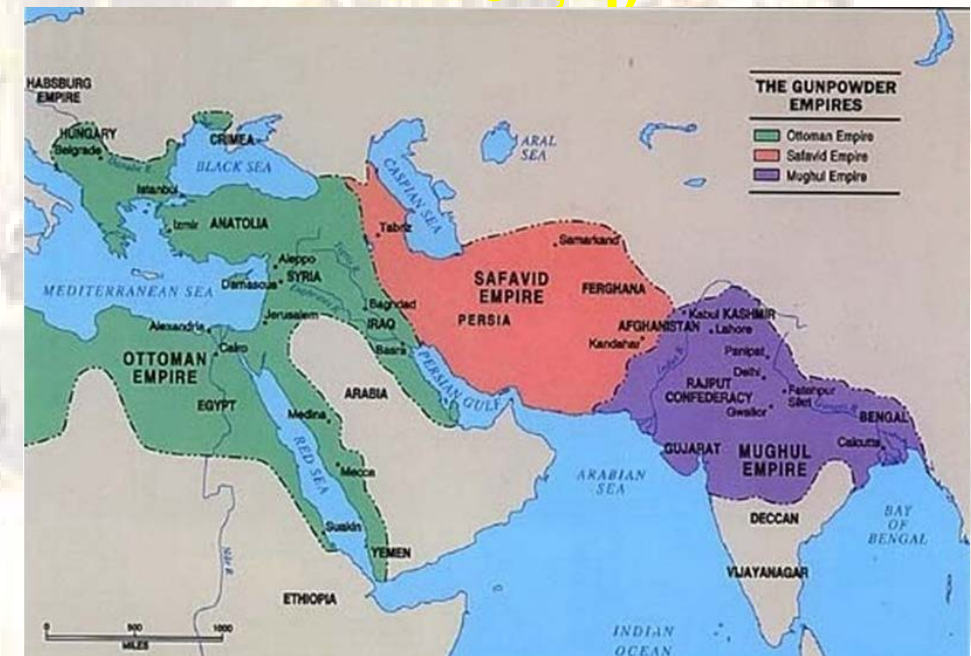 THE GUNPOWDER
EMPIRES
Ottoman Empire
Safavid Empire
Mughul Empire
HABSBURG
EMPIRE
HUNGARY
Belgrade
Danube R.
CRIMEA
BLACK SEA
Istanbul
Izmir
ANATOLIA
CASPIAN SEA
ARAL
SEA
Tabriz
Samarkand
SAFAVID
EMPIRE
FERGHANA
PERSIA
AFGHANISTAN
Kandahar
Kabul
KASHMIR
Lahore
Panipat
Delhi
Indus R.
RAJPUT
CONFEDERACY
Fatehpur
Gwalior
BENGAL
Calcutta
GUJARAT
MUGHUL
EMPIRE
DECCAN
VIJAYANAGAR
BAY
OF
BENGAL
ARABIAN
SEA
INDIAN
OCEAN
Aleppo
SYRIA
Damascus
MEDITERRANEAN SEA
Jerusalem
Baghdad
IRAQ
Basra
PERSIAN GULF
Alexandria
Cairo
OTTOMAN
EMPIRE
EGYPT
ARABIA
Medina
RED SEA
Mecca
Suakin
YEMEN
Nile R.
ETHIOPIA
0 500 1000
MILES